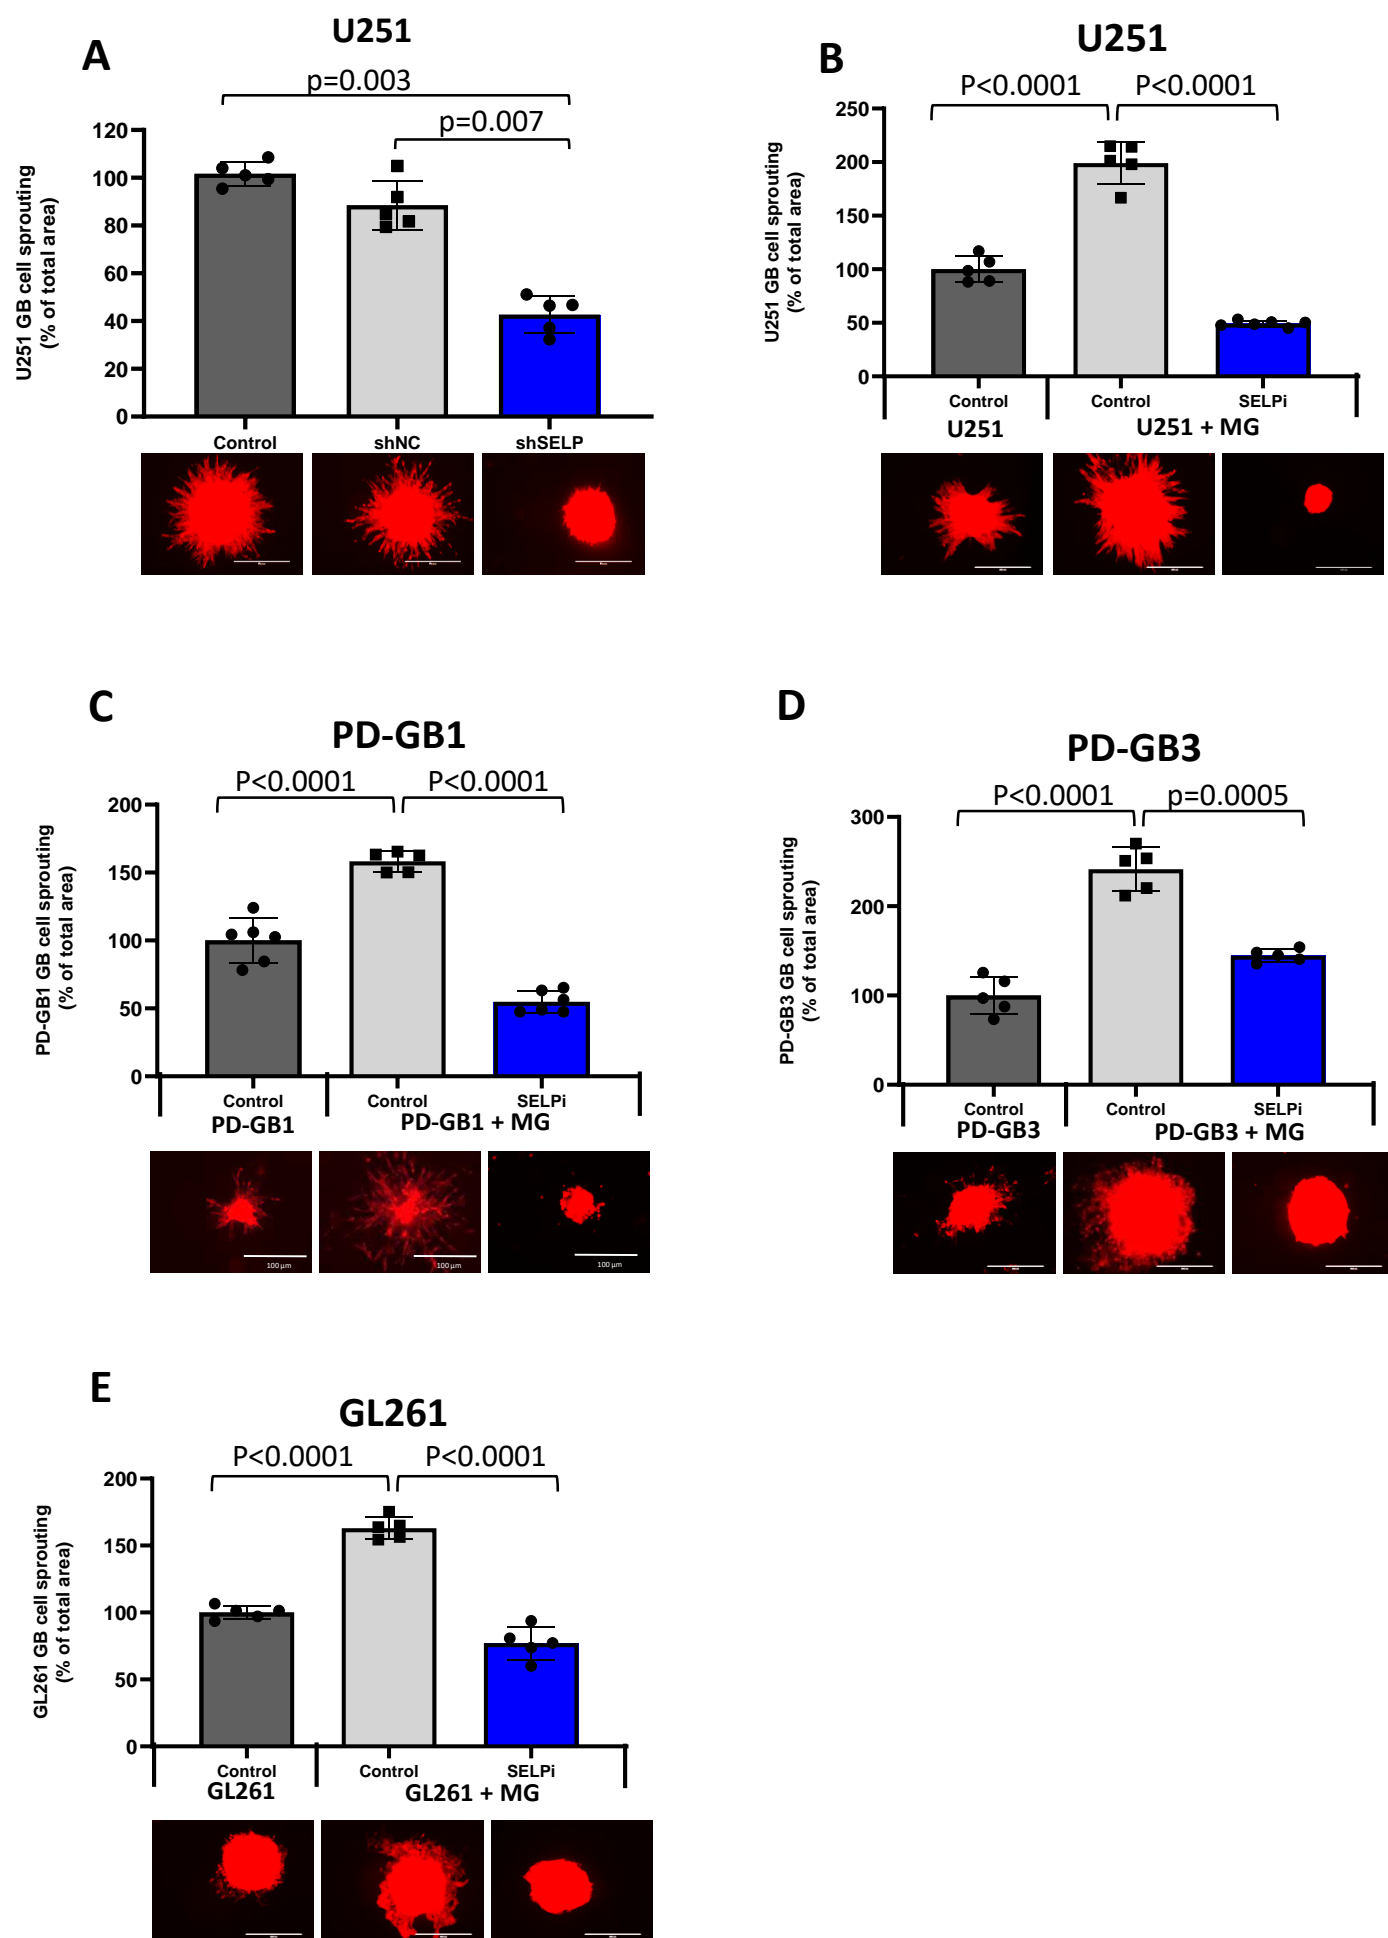 A
U251
p=0.003
p=0.007
U251 GB cell sprouting
(% of total area)
120
100
80
60
40
20
0
Control shNC shSELP
B
U251
P<0.0001 P<0.0001
U251 GB cell sprouting
(% of total area)
250
200
150
100
50
0
Control Control SELPi
U251 U251 + MG
C
PD-GB1
P<0.0001 P<0.0001
PD-GB1 GB cell sprouting
(% of total area)
200
150
100
50
0
Control Control SELPi
PD-GB1 PD-GB1 + MG
100 µm 100 µm 100 µm
D
PD-GB3
P<0.0001 p=0.0005
PD-GB3 GB cell sprouting
(% of total area)
300
200
100
0
Control Control SELPi
PD-GB3 PD-GB3 + MG
E
GL261
P<0.0001 P<0.0001
GL261 GB cell sprouting
(% of total area)
200
150
100
50
0
Control Control SELPi
GL261 GL261 + MG